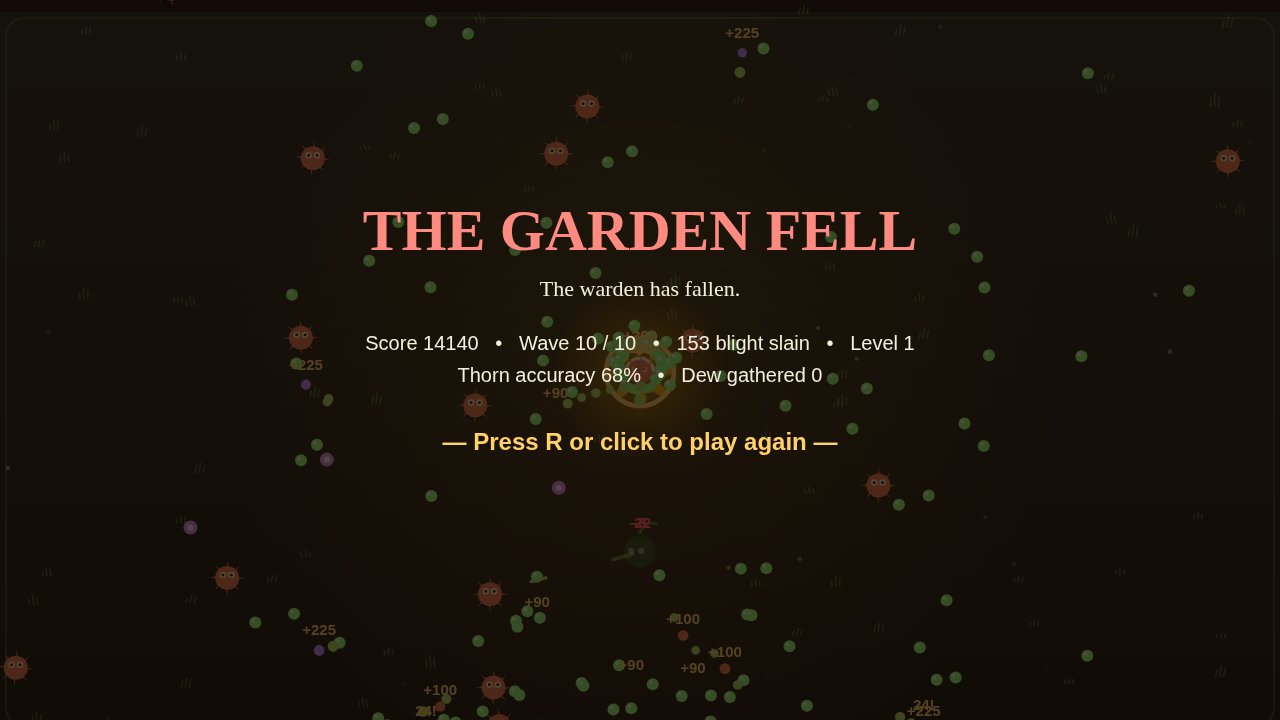 +225
THE GARDEN FELL
The warden has fallen.
Score 14140 • Wave 10 / 10 • 153 blight slain • Level 1
+225
Thorn accuracy 68% • Dew gathered 0
+90
— Press R or click to play again —
+90
+100
+225
+100
+90
+90
+100
24!
24!
+225